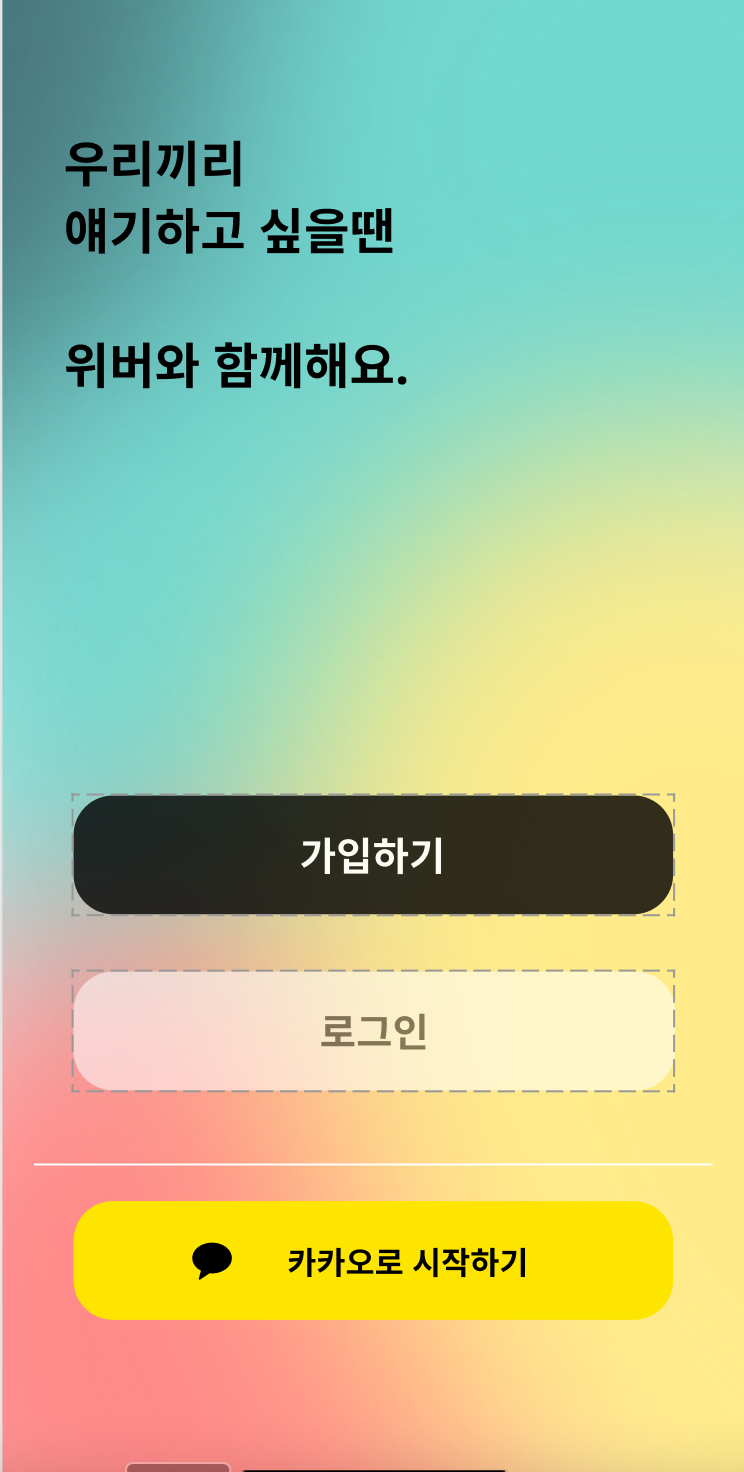 우리끼리
얘기하고 싶을땐
위버와 함께해요.
가입하기
로그인
카카오로 시작하기